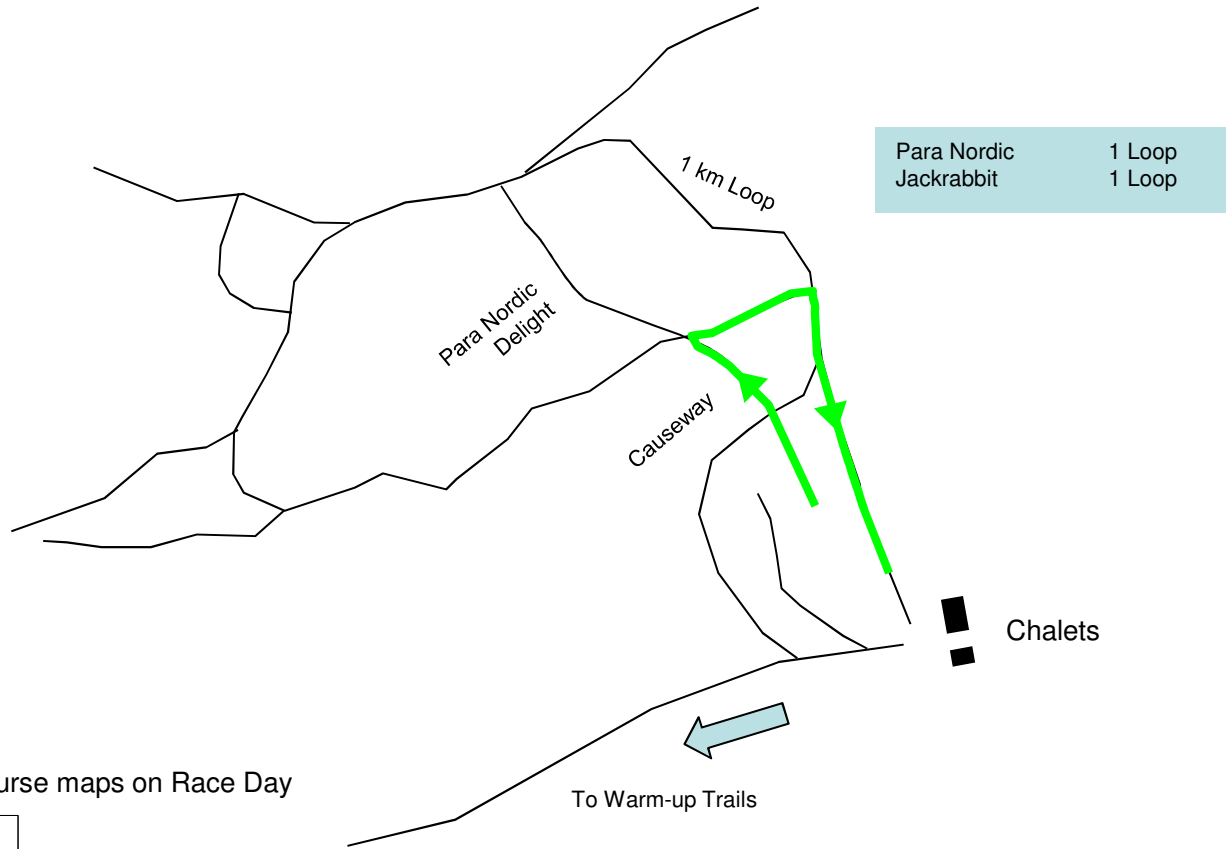 1 km Loop
Para Nordic 1 Loop
Jackrabbit 1 Loop
Para Nordic
Delight
Causeway
Chalets
maps on Race Day
To Warm-up Trails